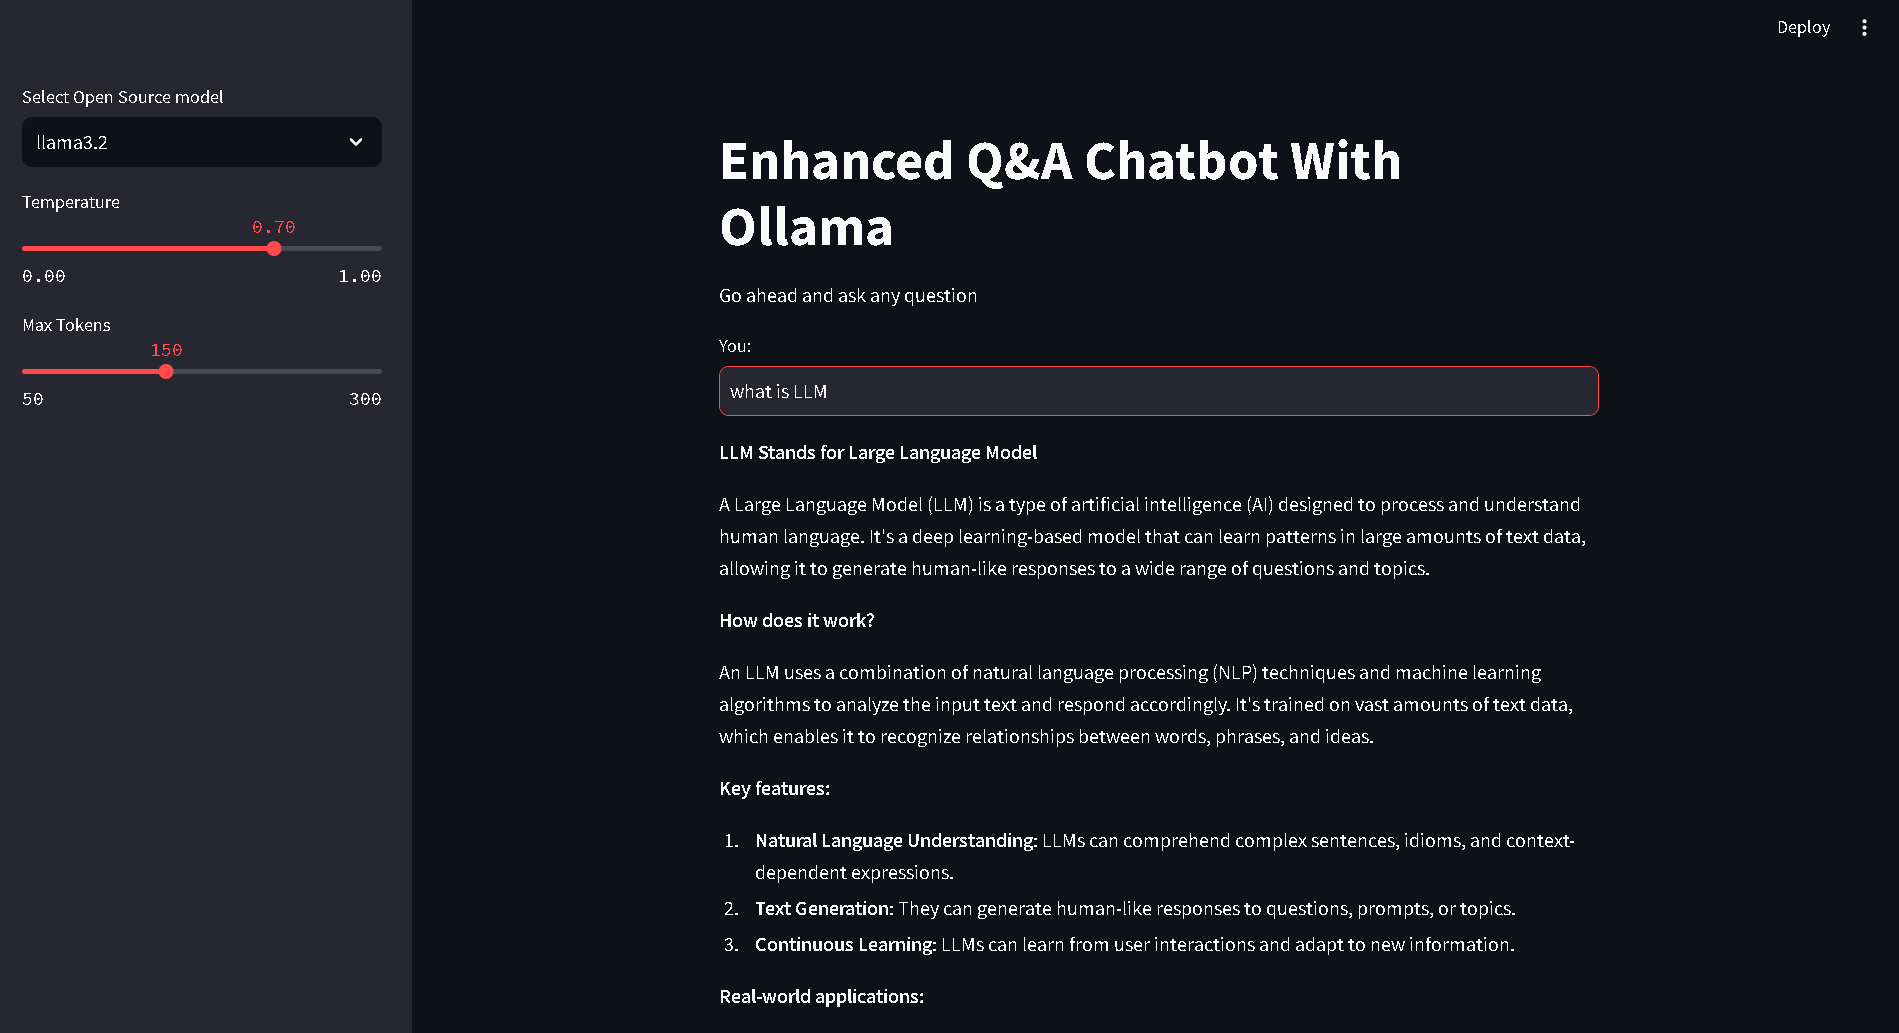 Deploy
Select Open Source model
llama3.2
Temperature
0.70
0.00 1.00
Max Tokens
150
50 300
Enhanced Q&A Chatbot With
Ollama
Go ahead and ask any question
You:
what is LLM
LLM Stands for Large Language Model
A Large Language Model (LLM) is a type of artificial intelligence (AI) designed to process and understand
human language. It's a deep learning-based model that can learn patterns in large amounts of text data,
allowing it to generate human-like responses to a wide range of questions and topics.
How does it work?
An LLM uses a combination of natural language processing (NLP) techniques and machine learning
algorithms to analyze the input text and respond accordingly. It's trained on vast amounts of text data,
which enables it to recognize relationships between words, phrases, and ideas.
Key features:
1. Natural Language Understanding: LLMs can comprehend complex sentences, idioms, and context-
dependent expressions.
2. Text Generation: They can generate human-like responses to questions, prompts, or topics.
3. Continuous Learning: LLMs can learn from user interactions and adapt to new information.
Real-world applications: